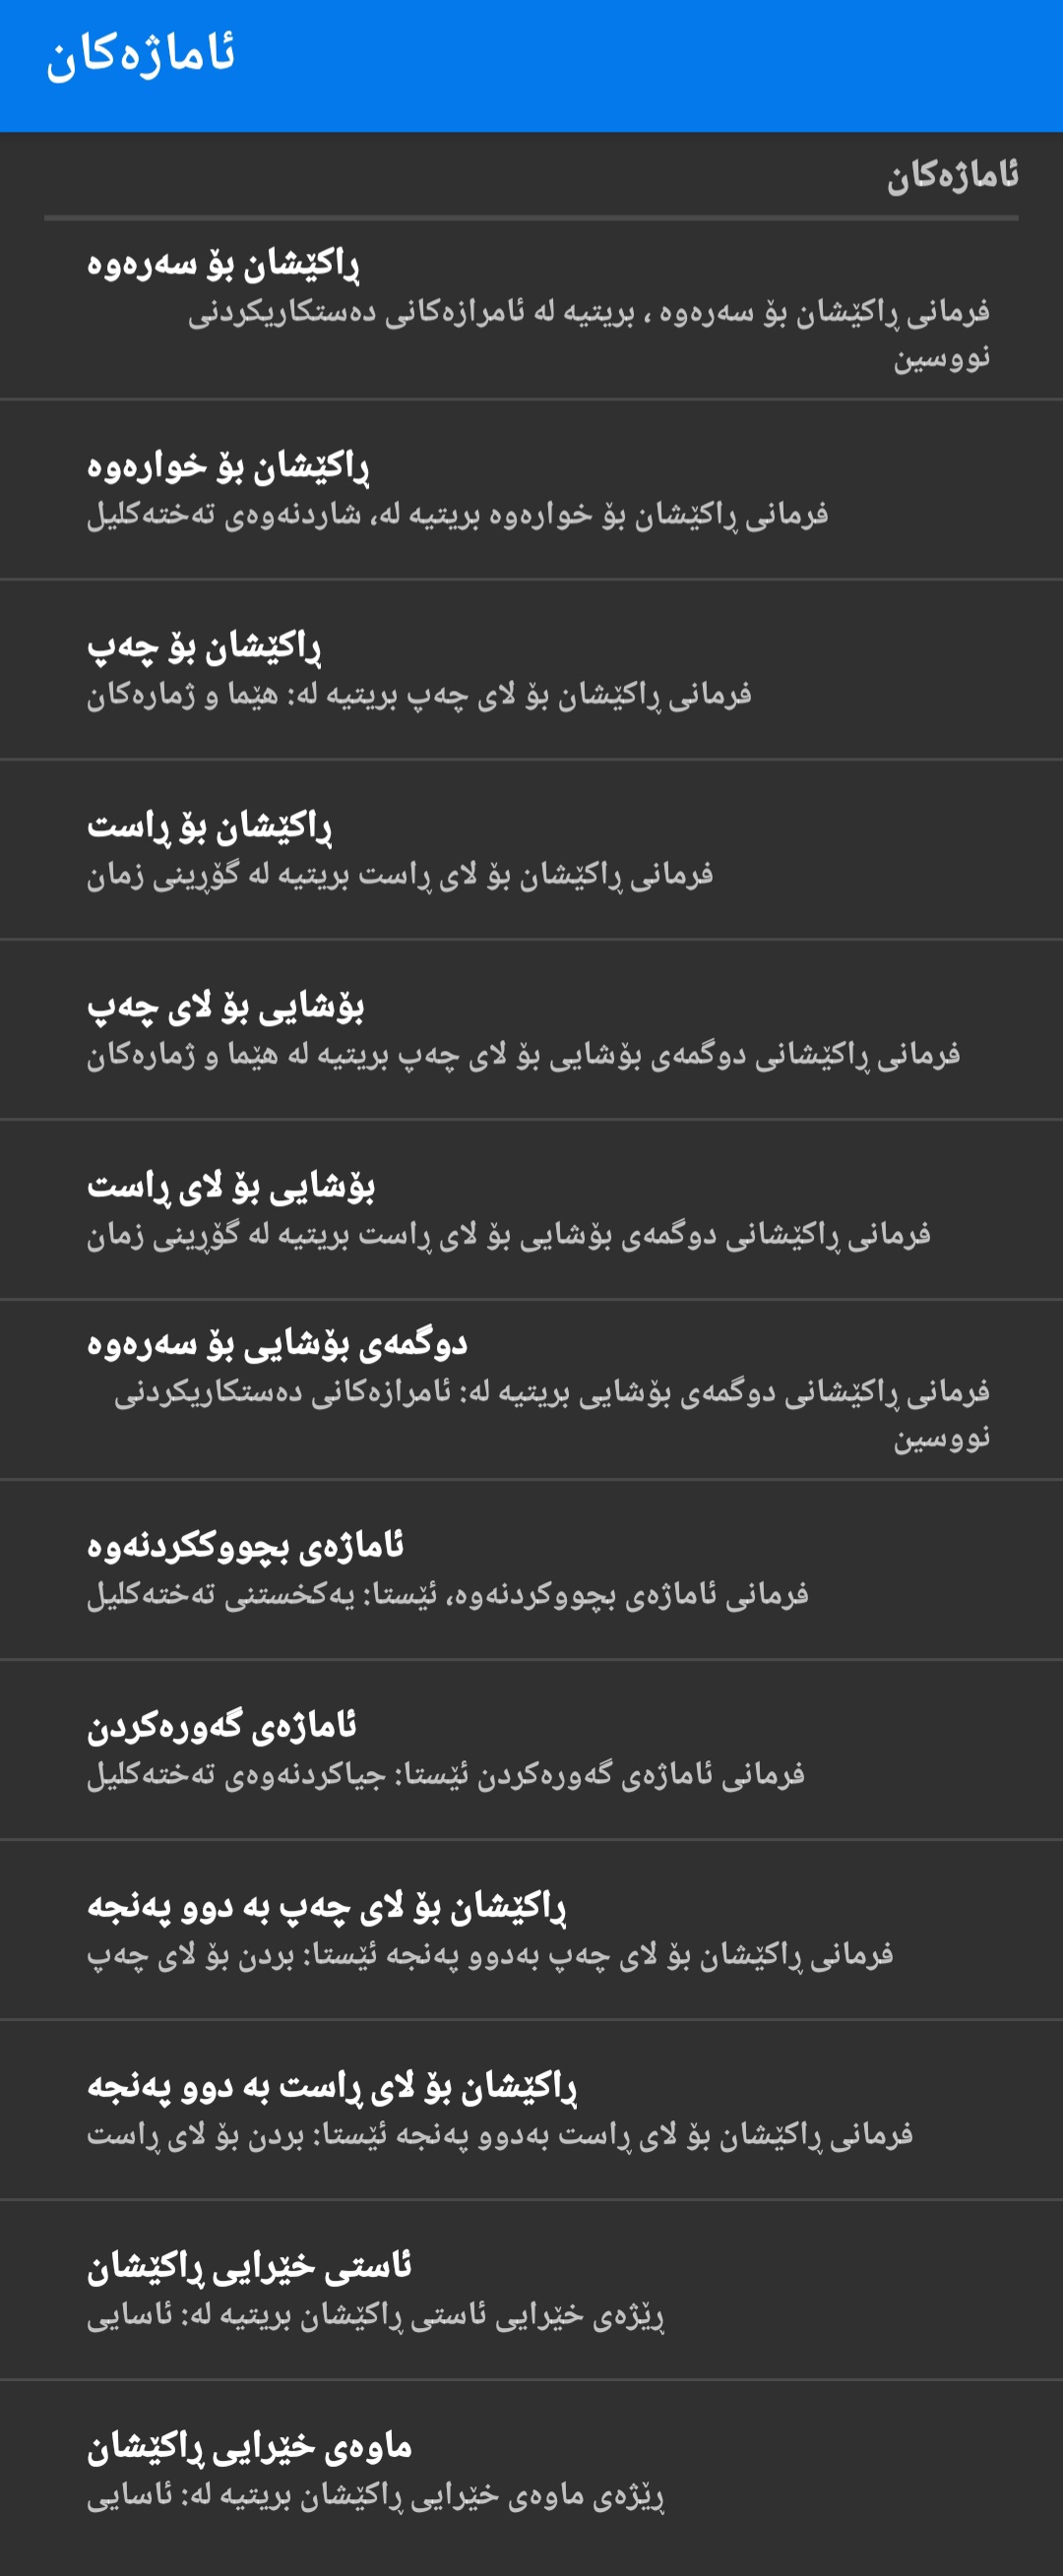 ئاماژەکان
ئاماژەکان
ڕاکێشان بۆ سەرەوە
فرمانی ڕاکێشان بۆ سەرەوە ، بریتیە لە ئامرازەکانی دەستکاریکردنی
نووسین
ڕاکێشان بۆ خوارەوە
فرمانی ڕاکێشان بۆ خوارەوە بریتیە لە، شاردنەوەی تەختەکلیل
ڕاکێشان بۆ چەپ
فرمانی ڕاکێشان بۆ لای چەپ بریتیە لە: هێما و ژمارەکان
ڕاکێشان بۆ ڕاست
فرمانی ڕاکێشان بۆ لای ڕاست بریتیە لە گۆڕینی زمان
بۆشایی بۆ لای چەپ
فرمانی ڕاکێشانی دوگمەی بۆشایی بۆ لای چەپ بریتیە لە هێما و ژمارەکان
بۆشایی بۆ لای ڕاست
فرمانی ڕاکێشانی دوگمەی بۆشایی بۆ لای ڕاست بریتیە لە گۆڕینی زمان
دوگمەی بۆشایی بۆ سەرەوە
فرمانی ڕاکێشانی دوگمەی بۆشایی بریتیە لە: ئامرازەکانی دەستکاریکردنی
نووسین
ئاماژەی بچووککردنەوە
فرمانی ئاماژەی بچووکردنەوە، ئێستا: یەکخستنی تەختەکلیل
ئاماژەی گەورەکردن
فرمانی ئاماژەی گەورەکردن ئێستا: جیاکردنەوەی تەختەکلیل
ڕاکێشان بۆ لای چەپ بە دوو پەنجە
فرمانی ڕاکێشان بۆ لای چەپ بەدوو پەنجە ئێستا: بردن بۆ لای چەپ
ڕاکێشان بۆ لای ڕاست بە دوو پەنجە
فرمانی ڕاکێشان بۆ لای ڕاست بەدوو پەنجە ئێستا: بردن بۆ لای ڕاست
ئاستی خێرایی ڕاکێشان
ڕێژەی خێرایی ئاستی ڕاکێشان بریتیە لە: ئاسایی
ماوەی خێرایی ڕاکێشان
ڕێژەی ماوەی خێرایی ڕاکێشان بریتیە لە: ئاسایی